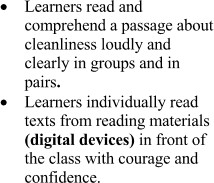 • Learners read and
comprehend a passage about
cleanliness loudly and
clearly in groups and in
pairs.
• Learners individually read
texts from reading materials
(digital devices) in front of
the class with courage and
confidence.